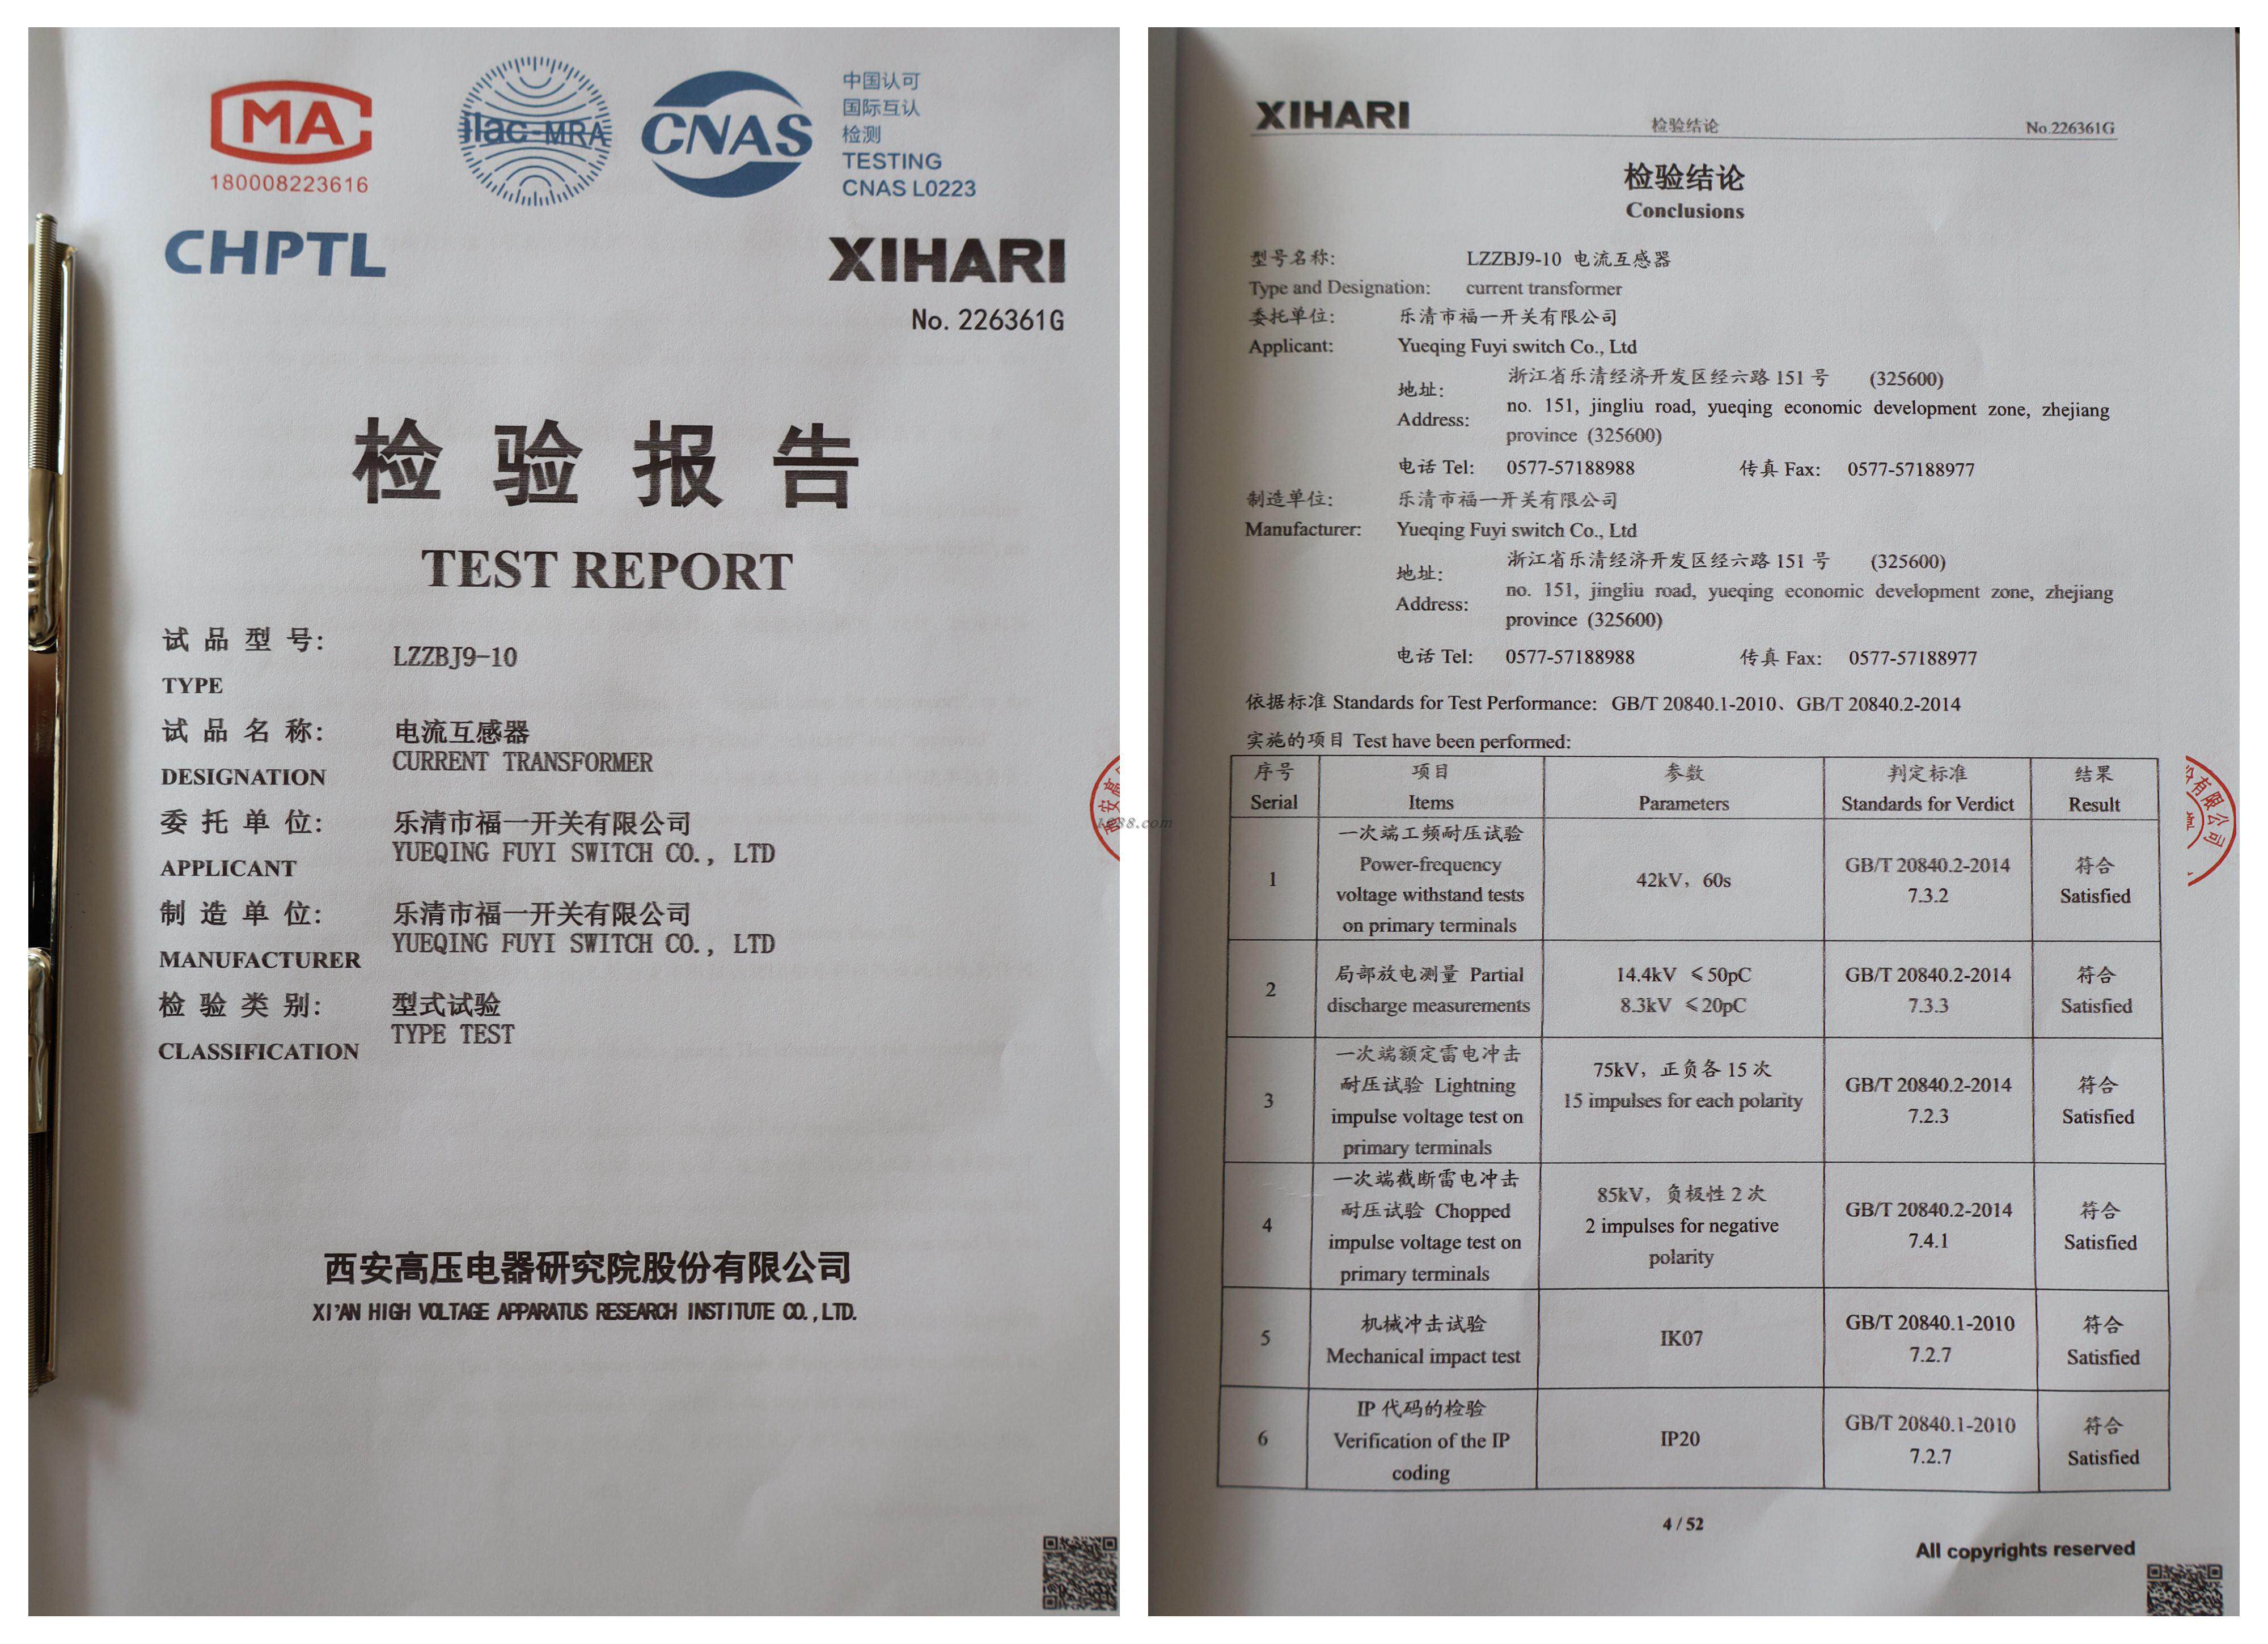 MA
180008223616
ilac-MRA
CNAS
中国认可
国际互认
检测
TESTING
CNAS L0223
CHPTL
XIHARI
No. 226361G
检验报告
TEST REPORT
试品型号:
LZZBJ9-10
TYPE
试品名称:
电流互感器
CURRENT TRANSFORMER
DESIGNATION
委托单位:
乐清市福一开关有限公司
YUEQING FUYI SWITCH CO., LTD
APPLICANT
制造单位:
乐清市福一开关有限公司
YUEQING FUYI SWITCH CO., LTD
MANUFACTURER
检验类别:
型式试验
TYPE TEST
CLASSIFICATION
西安高压电器研究院股份有限公司
XI'AN HIGH VOLTAGE APPARATUS RESEARCH INSTITUTE CO., LTD.
XIHARI 检验结论 No.226361G
检验结论
Conclusions
型号名称: LZZBJ9-10 电流互感器
Type and Designation: current transformer
委托单位: 乐清市福一开关有限公司
Applicant: Yueqing Fuyi switch Co., Ltd
地址: 浙江省乐清经济开发区经六路 151 号 (325600)
Address: no. 151, jingliu road, yueqing economic development zone, zhejiang
province (325600)
电话 Tel: 0577-57188988 传真 Fax: 0577-57188977
制造单位: 乐清市福一开关有限公司
Manufacturer: Yueqing Fuyi switch Co., Ltd
地址: 浙江省乐清经济开发区经六路 151 号 (325600)
Address: no. 151, jingliu road, yueqing economic development zone, zhejiang
province (325600)
电话 Tel: 0577-57188988 传真 Fax: 0577-57188977
依据标准 Standards for Test Performance: GB/T 20840.1-2010、GB/T 20840.2-2014
实施的项目 Test have been performed:
序号 项目 参数 判定标准 结果
Serial Items Parameters Standards for Verdict Result
1
一次端工频耐压试验
Power-frequency
voltage withstand tests
on primary terminals
42kV，60s
GB/T 20840.2-2014
7.3.2
符合
Satisfied
2
局部放电测量 Partial
discharge measurements
14.4kV ≤50pC
8.3kV ≤20pC
GB/T 20840.2-2014
7.3.3
符合
Satisfied
3
一次端额定雷电冲击
耐压试验 Lightning
impulse voltage test on
primary terminals
75kV，正负各 15 次
15 impulses for each polarity
GB/T 20840.2-2014
7.2.3
符合
Satisfied
4
一次端截断雷电冲击
耐压试验 Chopped
impulse voltage test on
primary terminals
85kV，负极性 2 次
2 impulses for negative
polarity
GB/T 20840.2-2014
7.4.1
符合
Satisfied
5
机械冲击试验
Mechanical impact test
IK07
GB/T 20840.1-2010
7.2.7
符合
Satisfied
6
IP 代码的检验
Verification of the IP
coding
IP20
GB/T 20840.1-2010
7.2.7
符合
Satisfied
4 / 52
All copyrights reserved
有限公司